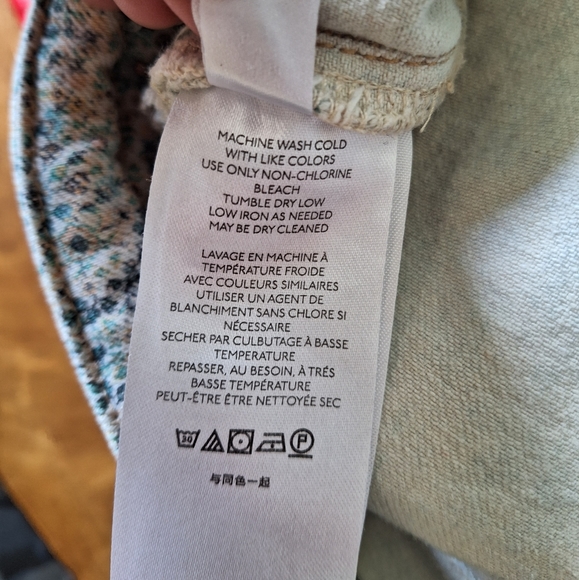 MACHINE WASH COLD
WITH LIKE COLORS
USE ONLY NON-CHLORINE
BLEACH
TUMBLE DRY LOW
LOW IRON AS NEEDED
MAY BE DRY CLEANED
LAVAGE EN MACHINE À
TEMPÉRATURE FROIDE
AVEC COULEURS SIMILAIRES
UTILISER UN AGENT DE
BLANCHIMENT SANS CHLORE SI
NÉCESSAIRE
SECHER PAR CULBUTAGE À BASSE
TEMPERATURE
REPASSER, AU BESOIN, À TRÉS
BASSE TEMPÉRATURE
PEUT-ÊTRE ÊTRE NETTOYÉE SEC
30 P
与同色一起